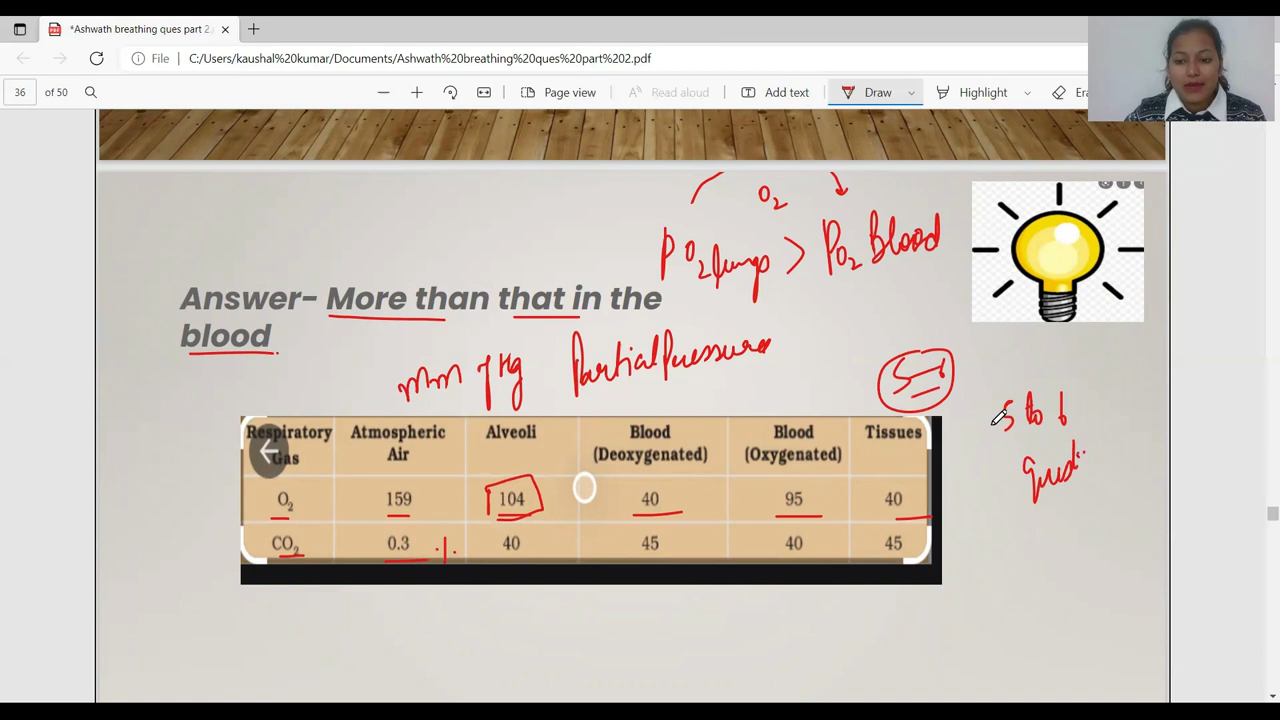 *Ashwath breathing ques part 2.
File C:/Users/kaushal%20kumar/Documents/Ashwath%20breathing%20ques%20part%202.pdf
36 of 50 Page view Read aloud Add text Draw Highlight Era
O2
PO2 lungs > PO2 Blood
Answer- More than that in the
blood
mm of Hg Partial Pressure
5-6
5 to 6
Respiratory Gas Atmospheric Air Alveoli Blood (Deoxygenated) Blood (Oxygenated) Tissues
O2 159 104 40 95 40
CO2 0.3 % 40 45 40 45